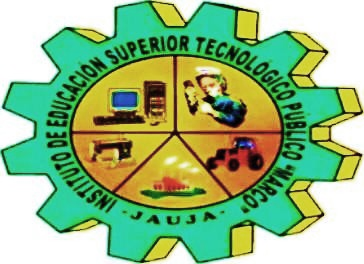 INSTITUTO DE EDUCACIÓN SUPERIOR TECNOLÓGICO PÚBLICO "MARCO"
- JAUJA -